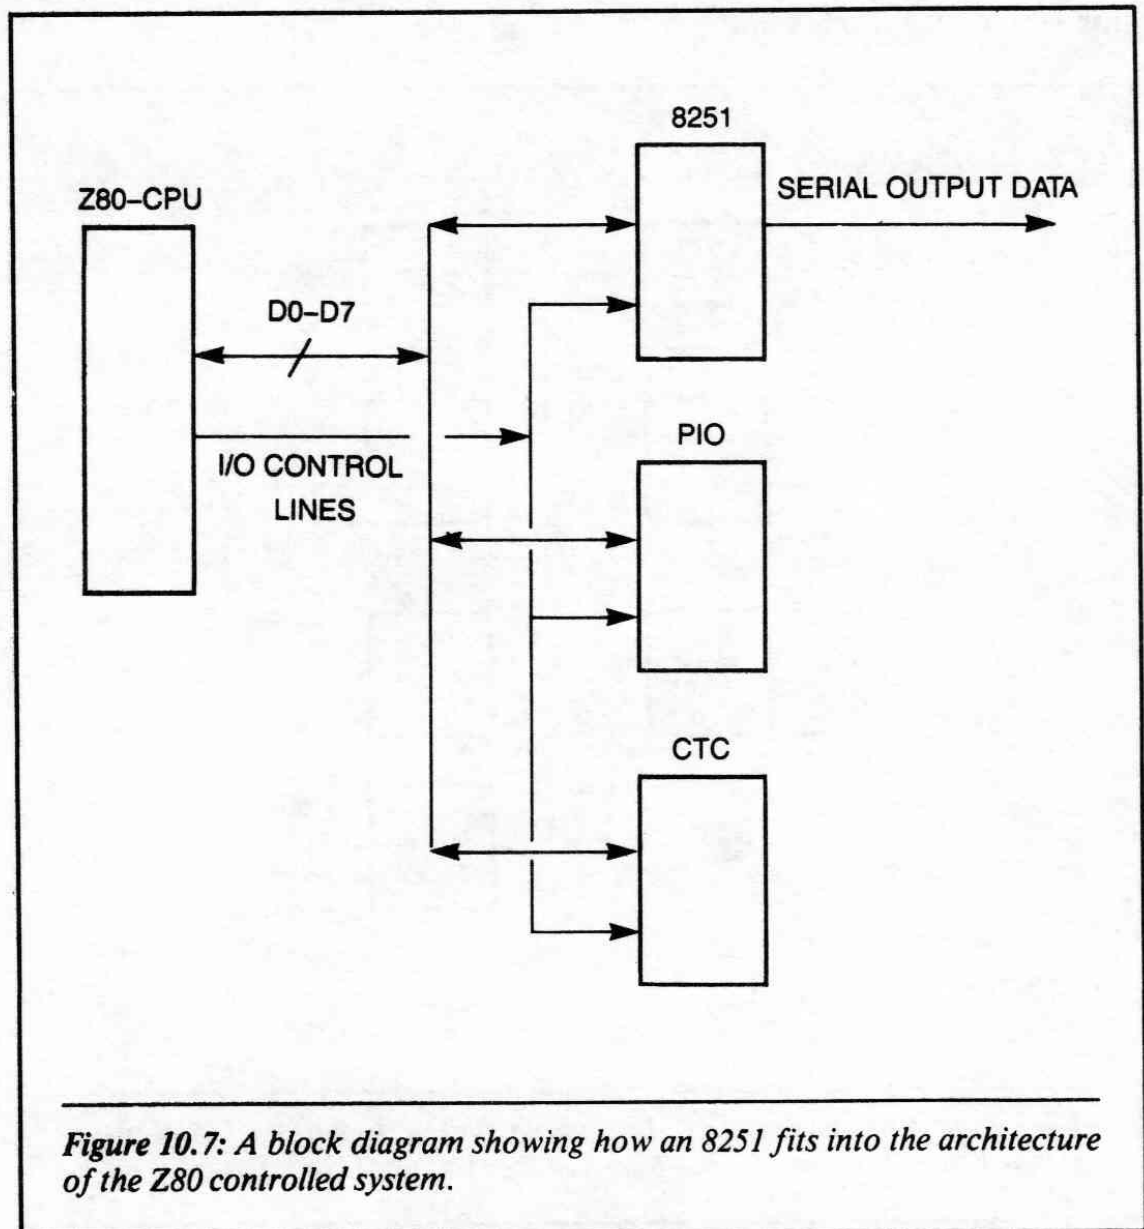 8251
Z80–CPU
SERIAL OUTPUT DATA
D0–D7
I/O CONTROL
LINES
PIO
CTC
Figure 10.7: A block diagram showing how an 8251 fits into the architecture
of the Z80 controlled system.